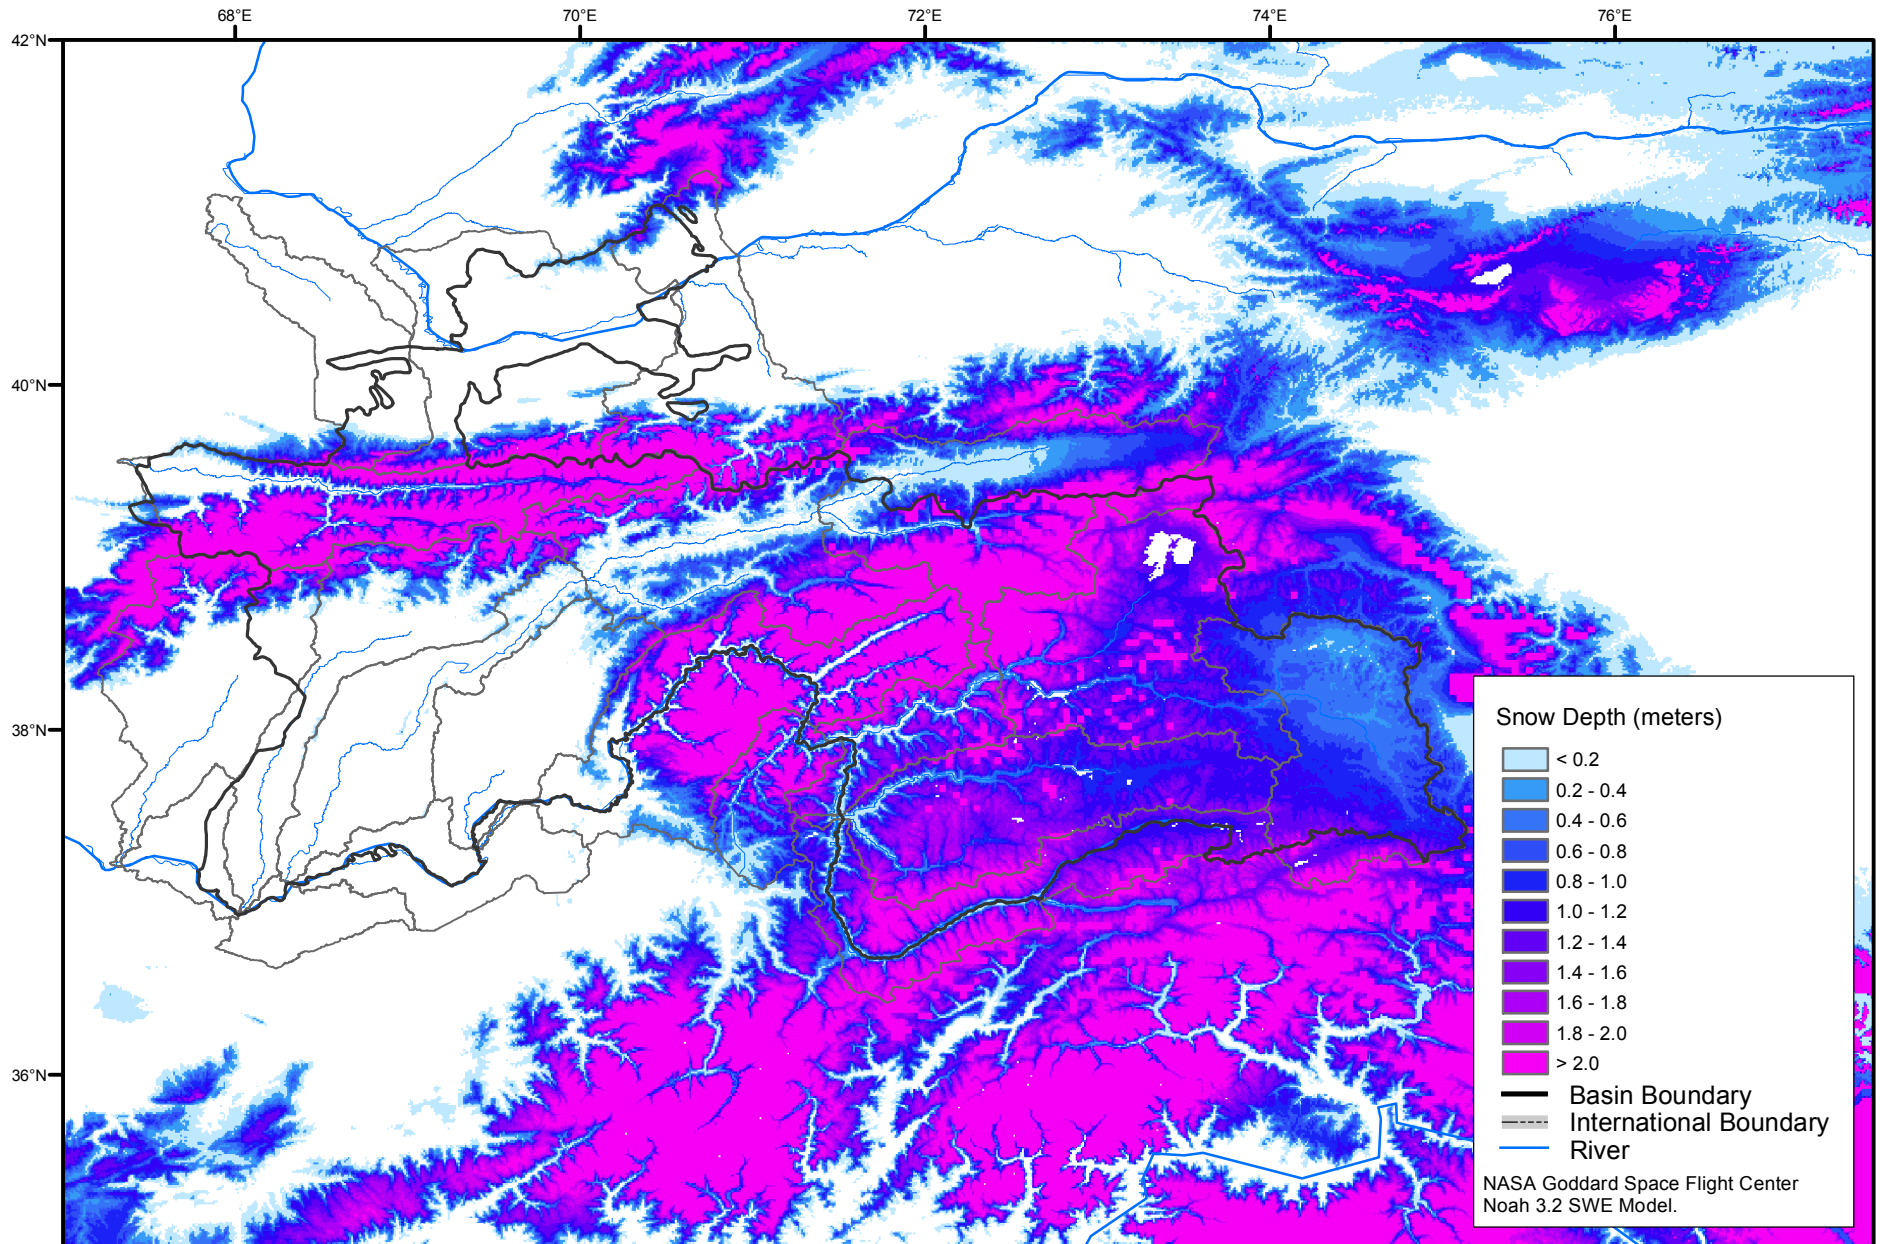 68°E
70°E
72°E
74°E
76°E
42°N
40°N
38°N
36°N
Snow Depth (meters)
< 0.2
0.2 - 0.4
0.4 - 0.6
0.6 - 0.8
0.8 - 1.0
1.0 - 1.2
1.2 - 1.4
1.4 - 1.6
1.6 - 1.8
1.8 - 2.0
> 2.0
Basin Boundary
International Boundary
River
NASA Goddard Space Flight Center
Noah 3.2 SWE Model.